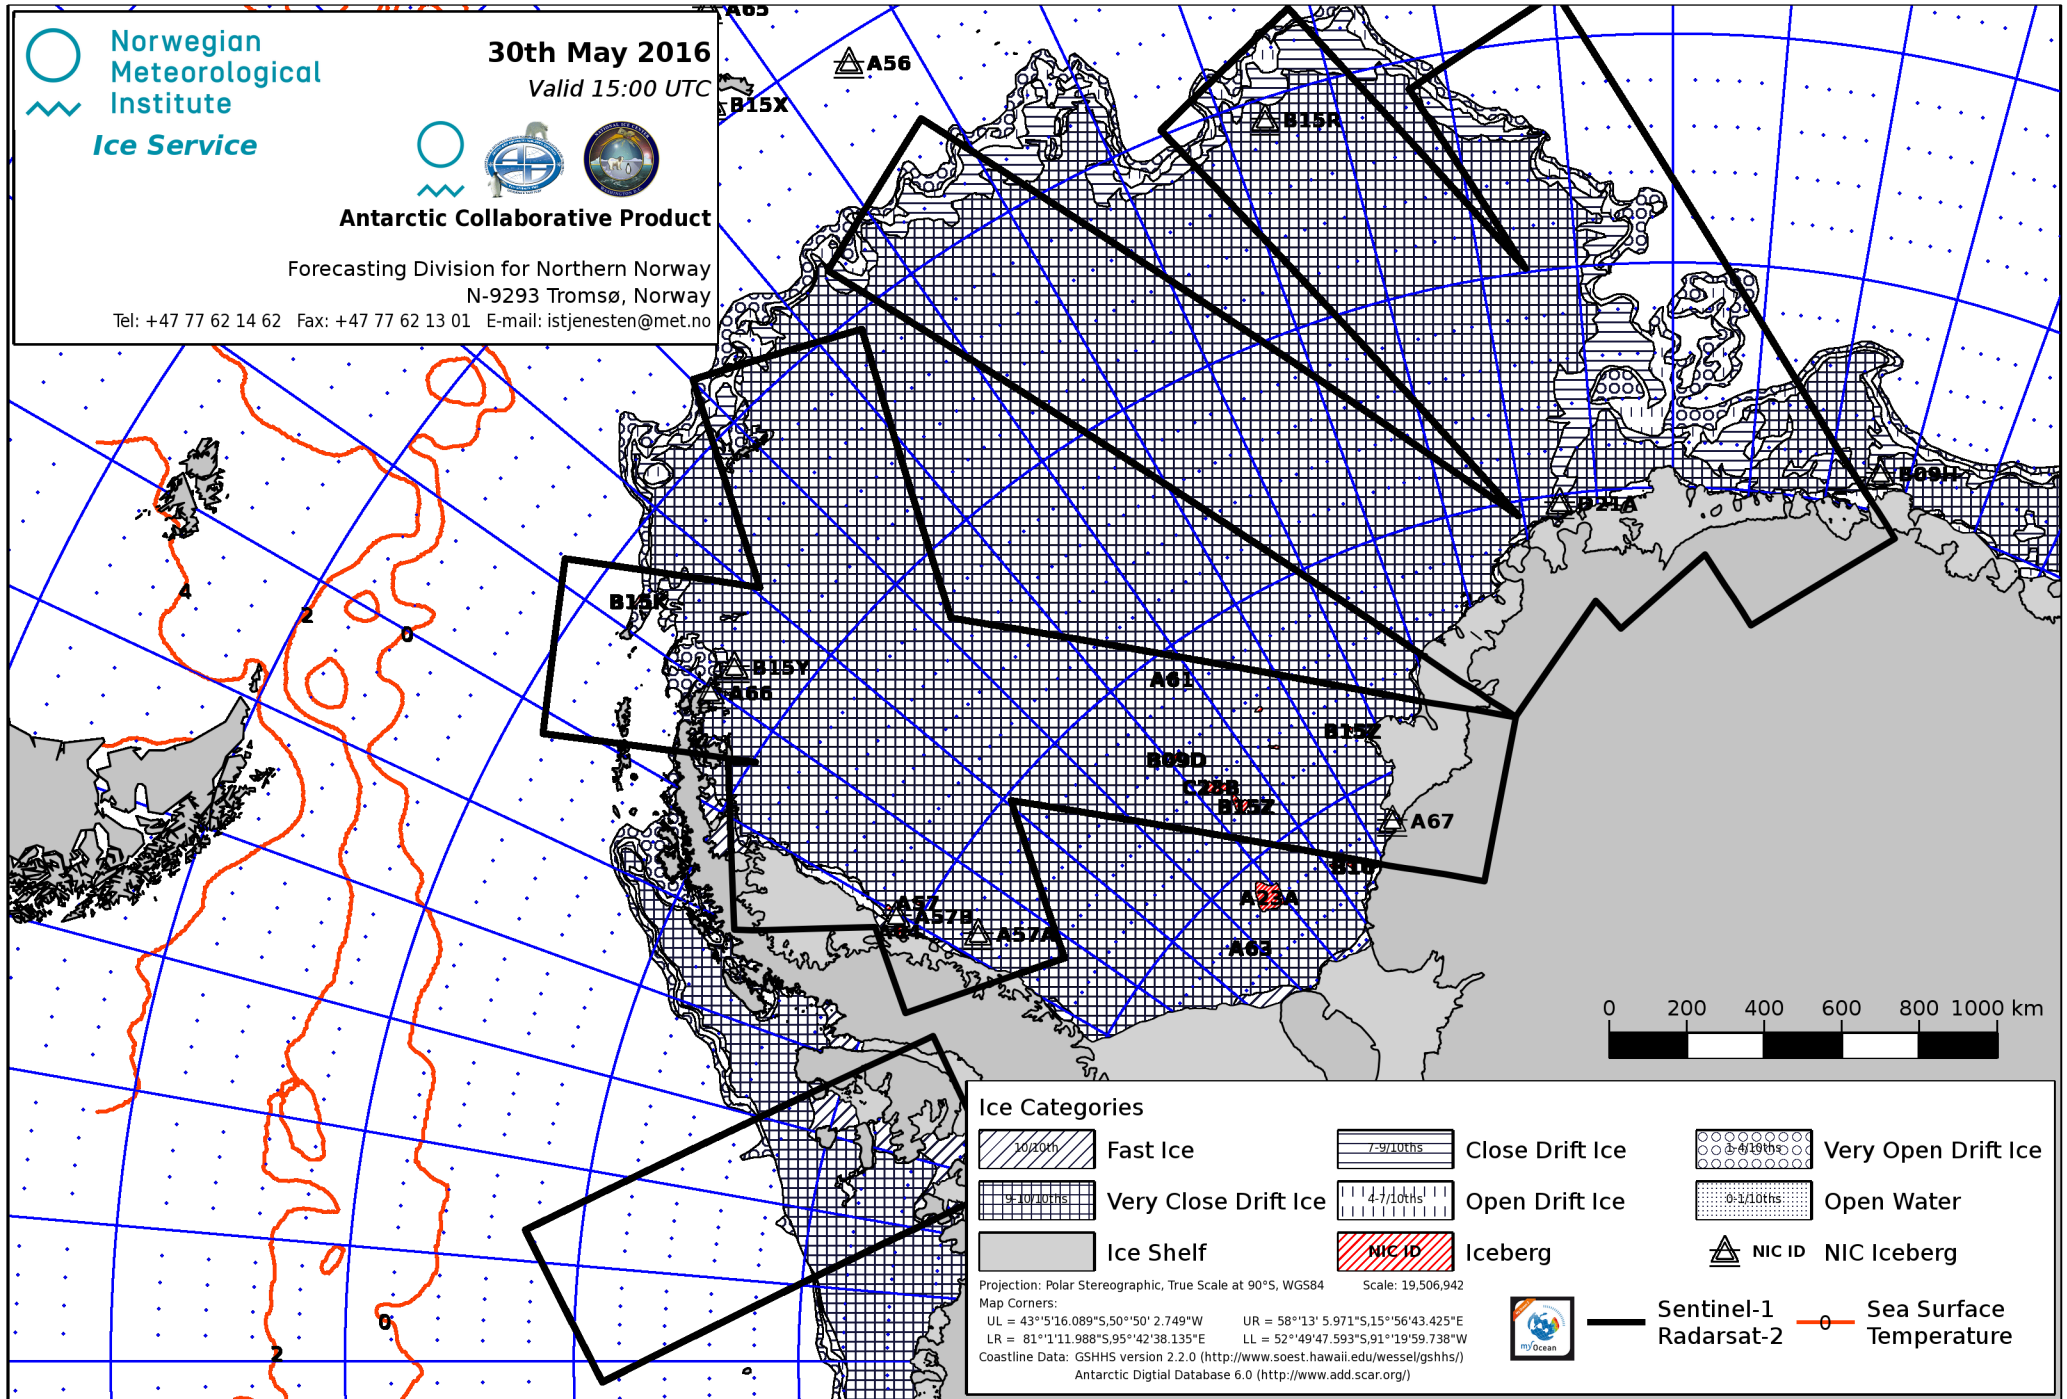 Norwegian
Meteorological
Institute
Ice Service
30th May 2016
Valid 15:00 UTC
Antarctic Collaborative Product
Forecasting Division for Northern Norway
N-9293 Tromsø, Norway
Tel: +47 77 62 14 62 Fax: +47 77 62 13 01 E-mail: istjenesten@met.no
A65
A56
B15X
B15R
B09H
D21A
4
2
0
B15K
B15Y
A66
A61
B15Z
B09D
C28B
B15Z
A67
B16
A23A
A63
A57
A57B
A57A
0
2
0 200 400 600 800 1000 km
Ice Categories
10/10th Fast Ice
7-9/10ths Close Drift Ice
1-4/10ths Very Open Drift Ice
9-10/10ths Very Close Drift Ice
4-7/10ths Open Drift Ice
0-1/10ths Open Water
Ice Shelf
NIC ID Iceberg
NIC ID NIC Iceberg
Projection: Polar Stereographic, True Scale at 90°S, WGS84 Scale: 19,506,942
Map Corners:
UL = 43°'5'16.089"S,50°'50' 2.749"W UR = 58°'13' 5.971"S,15°'56'43.425"E
LR = 81°'1'11.988"S,95°'42'38.135"E LL = 52°'49'47.593"S,91°'19'59.738"W
Coastline Data: GSHHS version 2.2.0 (http://www.soest.hawaii.edu/wessel/gshhs/)
Antarctic Digtial Database 6.0 (http://www.add.scar.org/)
my Ocean
Sentinel-1
Radarsat-2
0
Sea Surface
Temperature